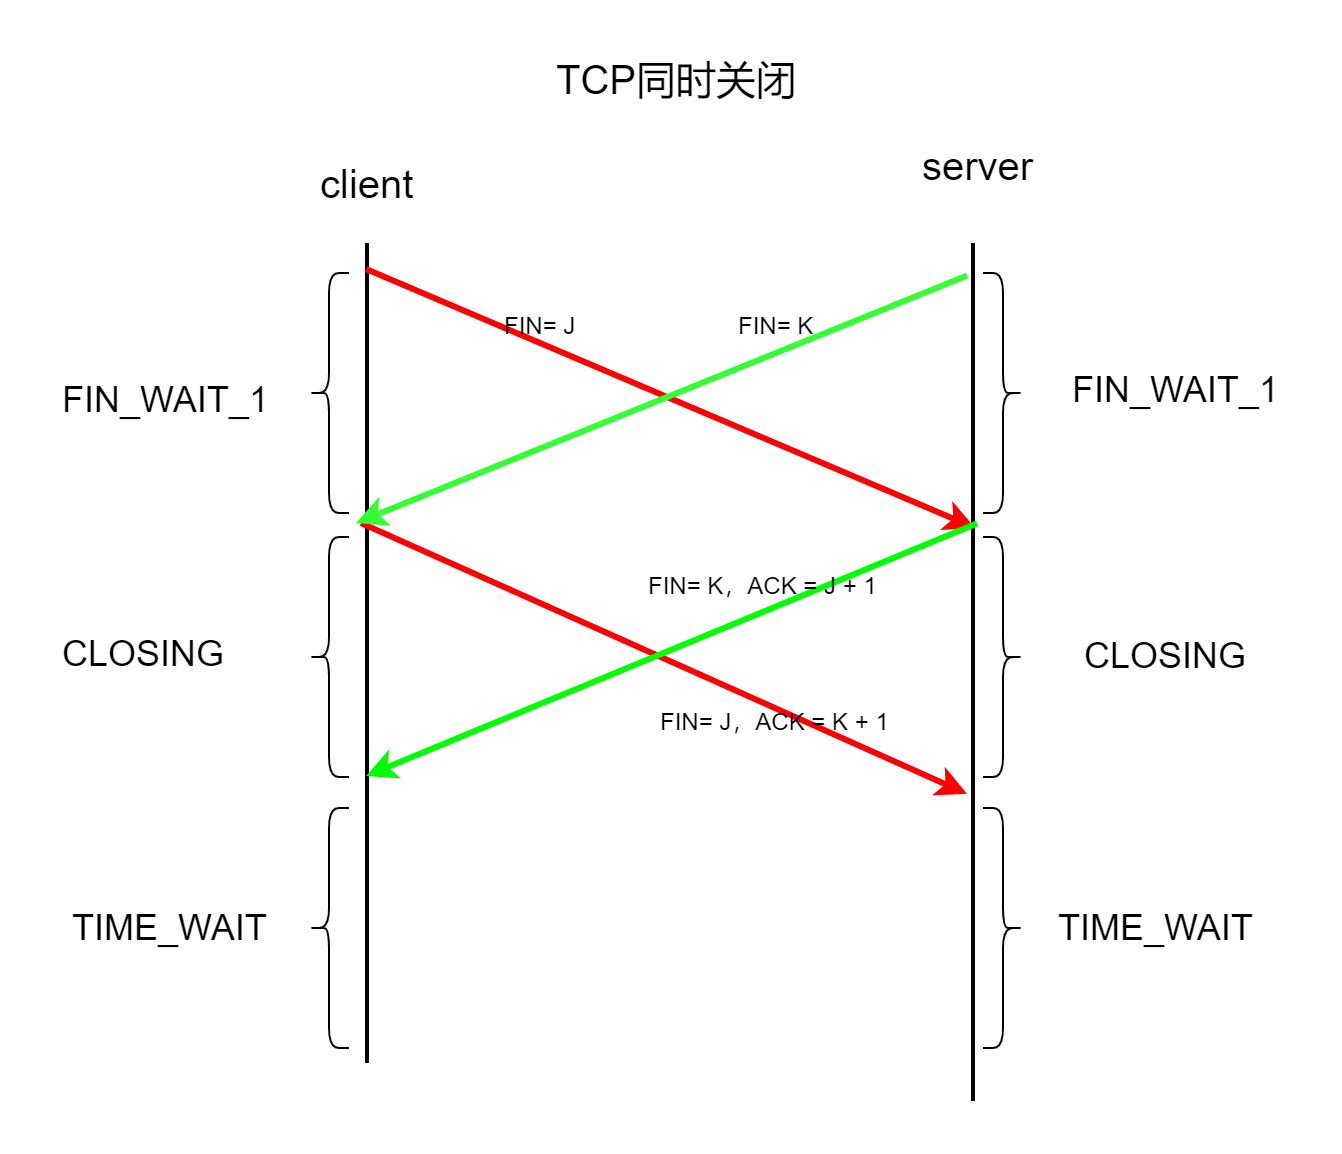 TCP同时关闭
client
server
FIN= J
FIN= K
FIN_WAIT_1
FIN_WAIT_1
FIN= K，ACK = J + 1
CLOSING
CLOSING
FIN= J，ACK = K + 1
TIME_WAIT
TIME_WAIT